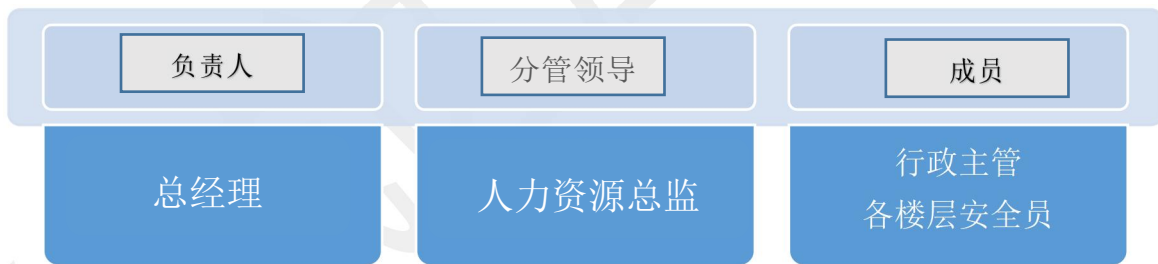 负责人
分管领导
成员
总经理
人力资源总监
行政主管
各楼层安全员